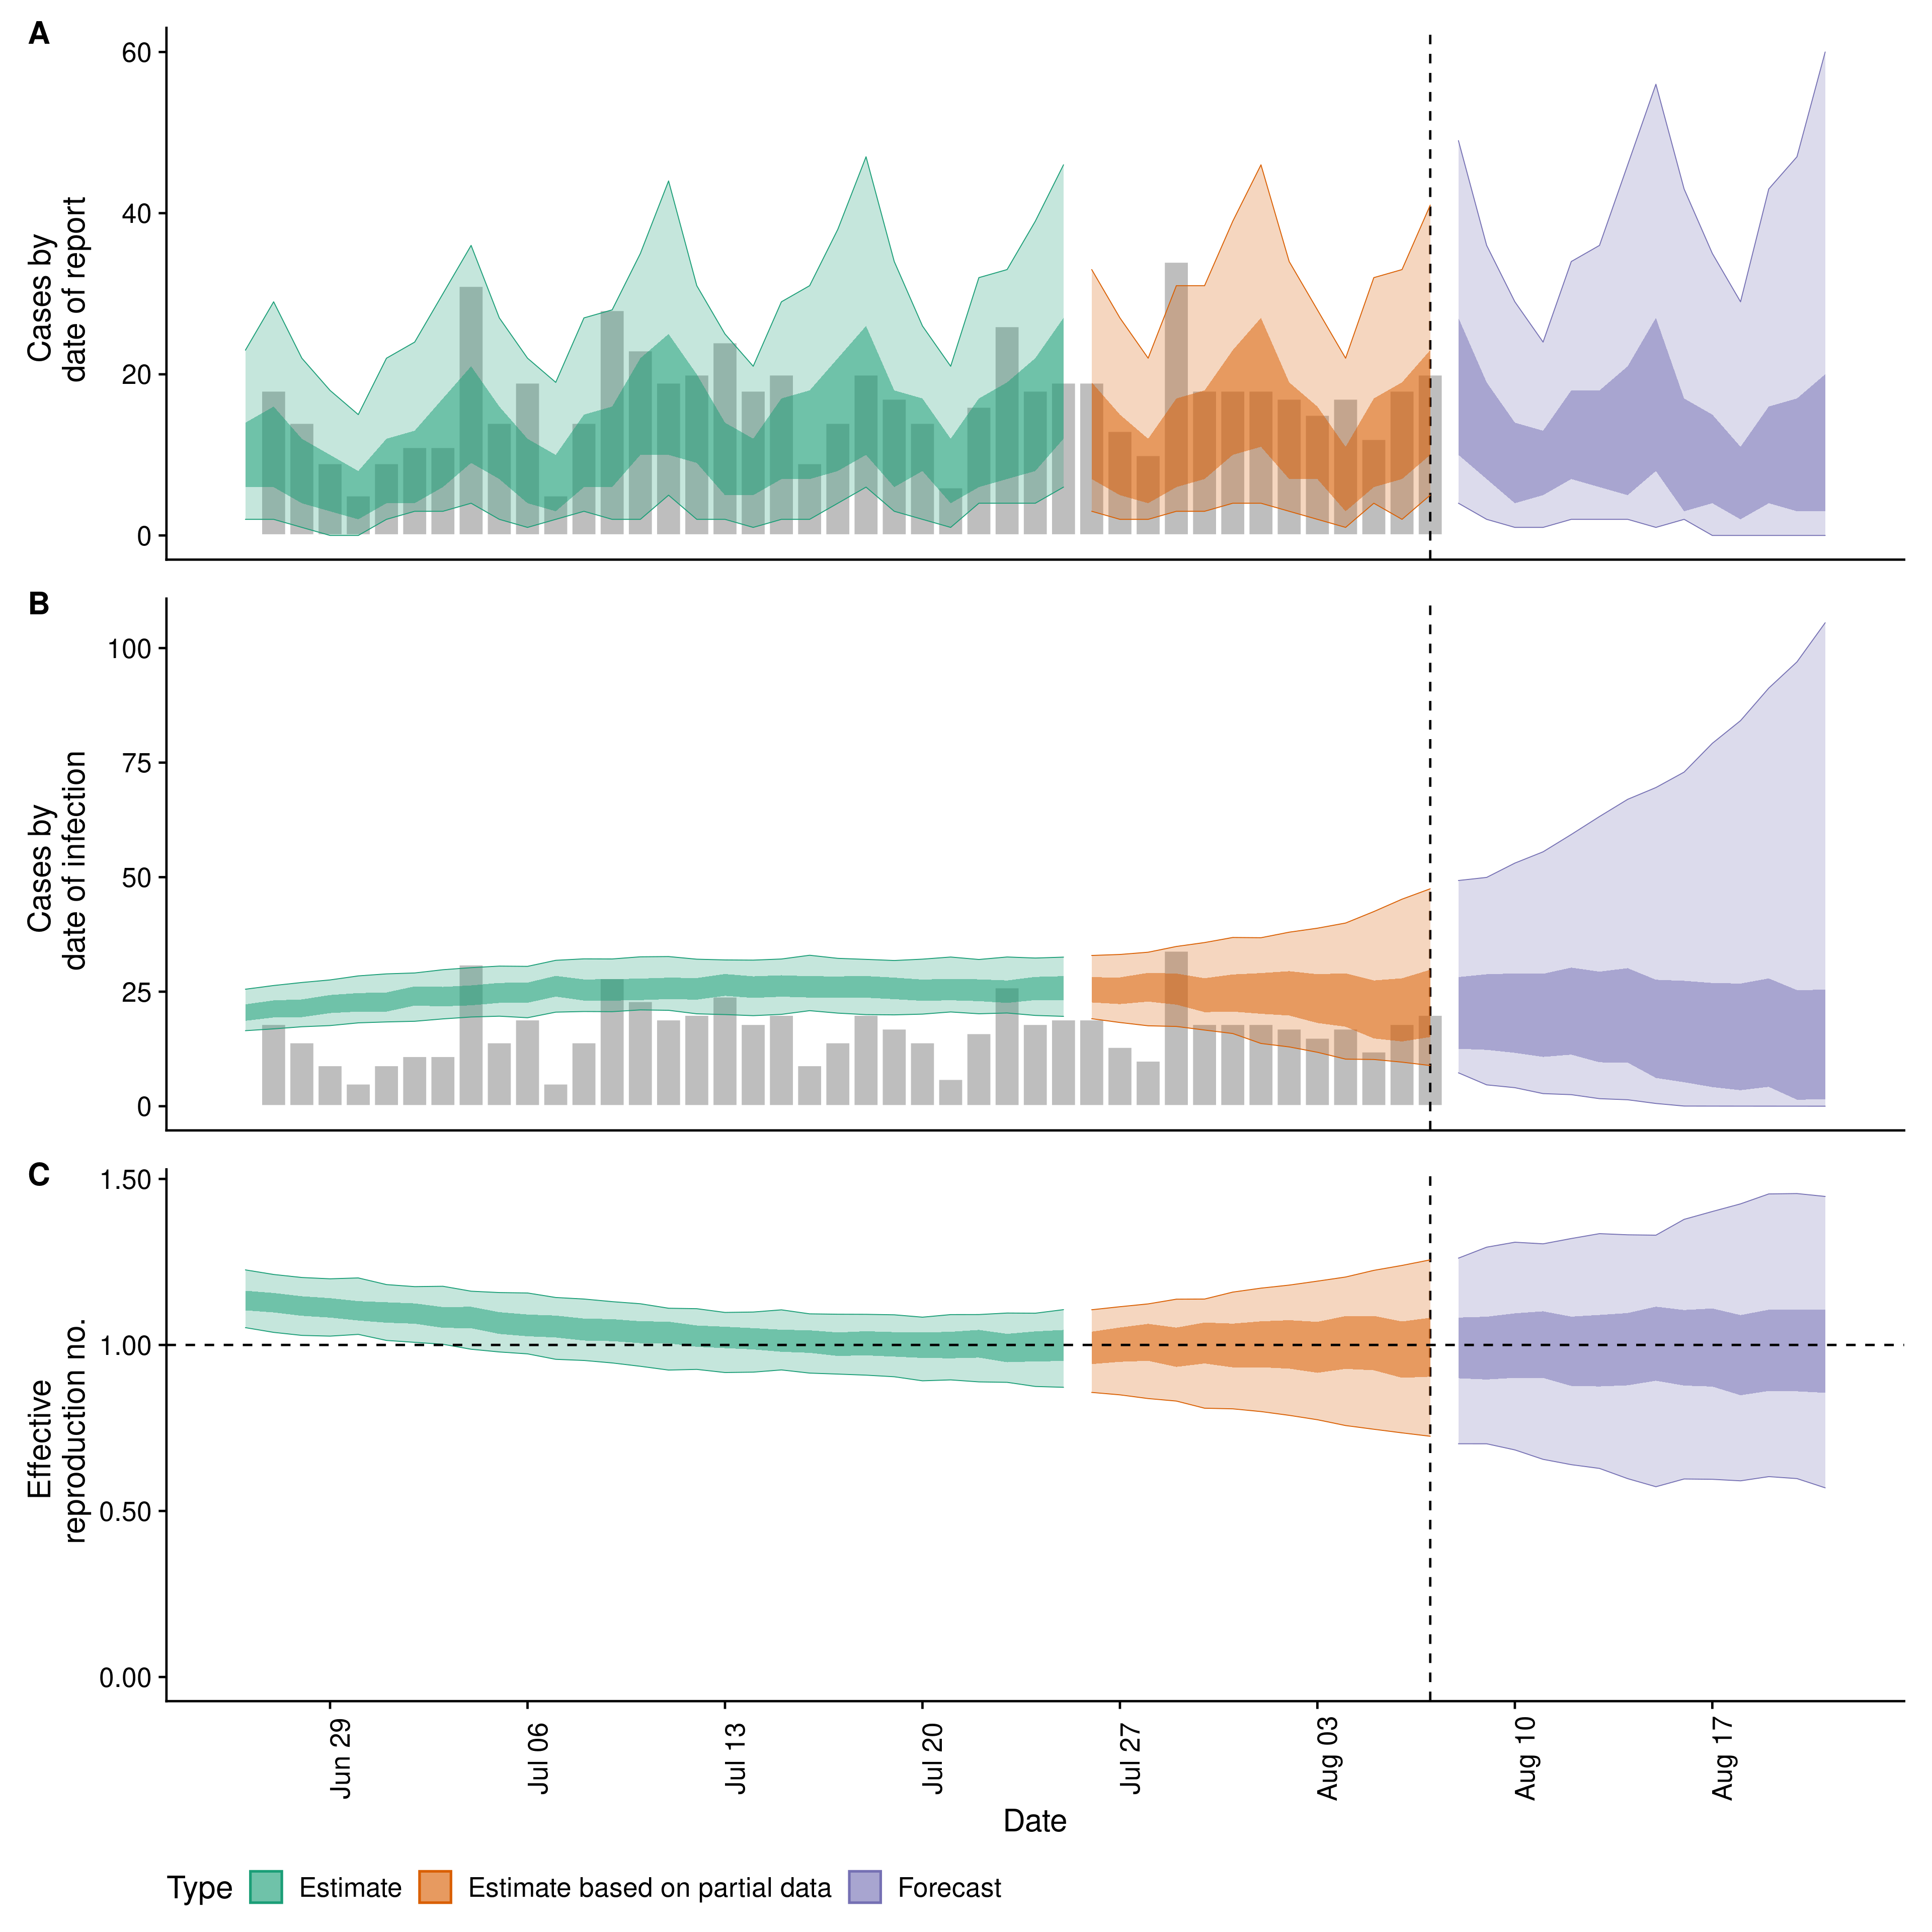 A
60
40
20
0
Cases by
date of report
B
100
75
50
25
0
Cases by
date of infection
C
1.50
1.00
0.50
0.00
Effective
reproduction no.
Jun 29
Jul 06
Jul 13
Jul 20
Jul 27
Aug 03
Aug 10
Aug 17
Date
Type Estimate Estimate based on partial data Forecast